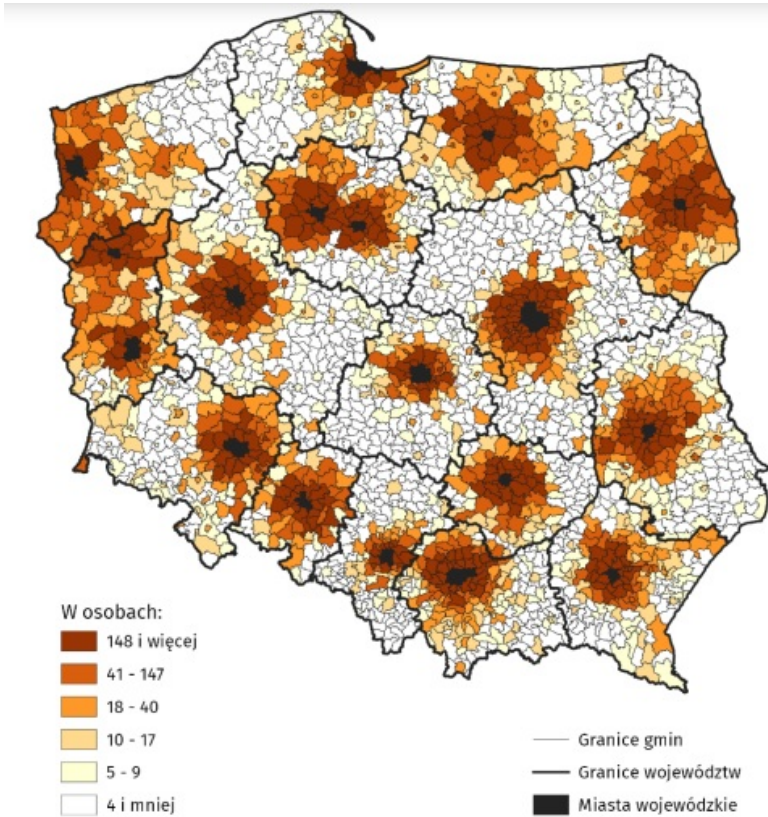 W osobach:
148 i więcej
41 - 147
18 - 40
10 - 17
5 - 9
4 i mniej
Granice gmin
Granice województw
Miasta wojewódzkie